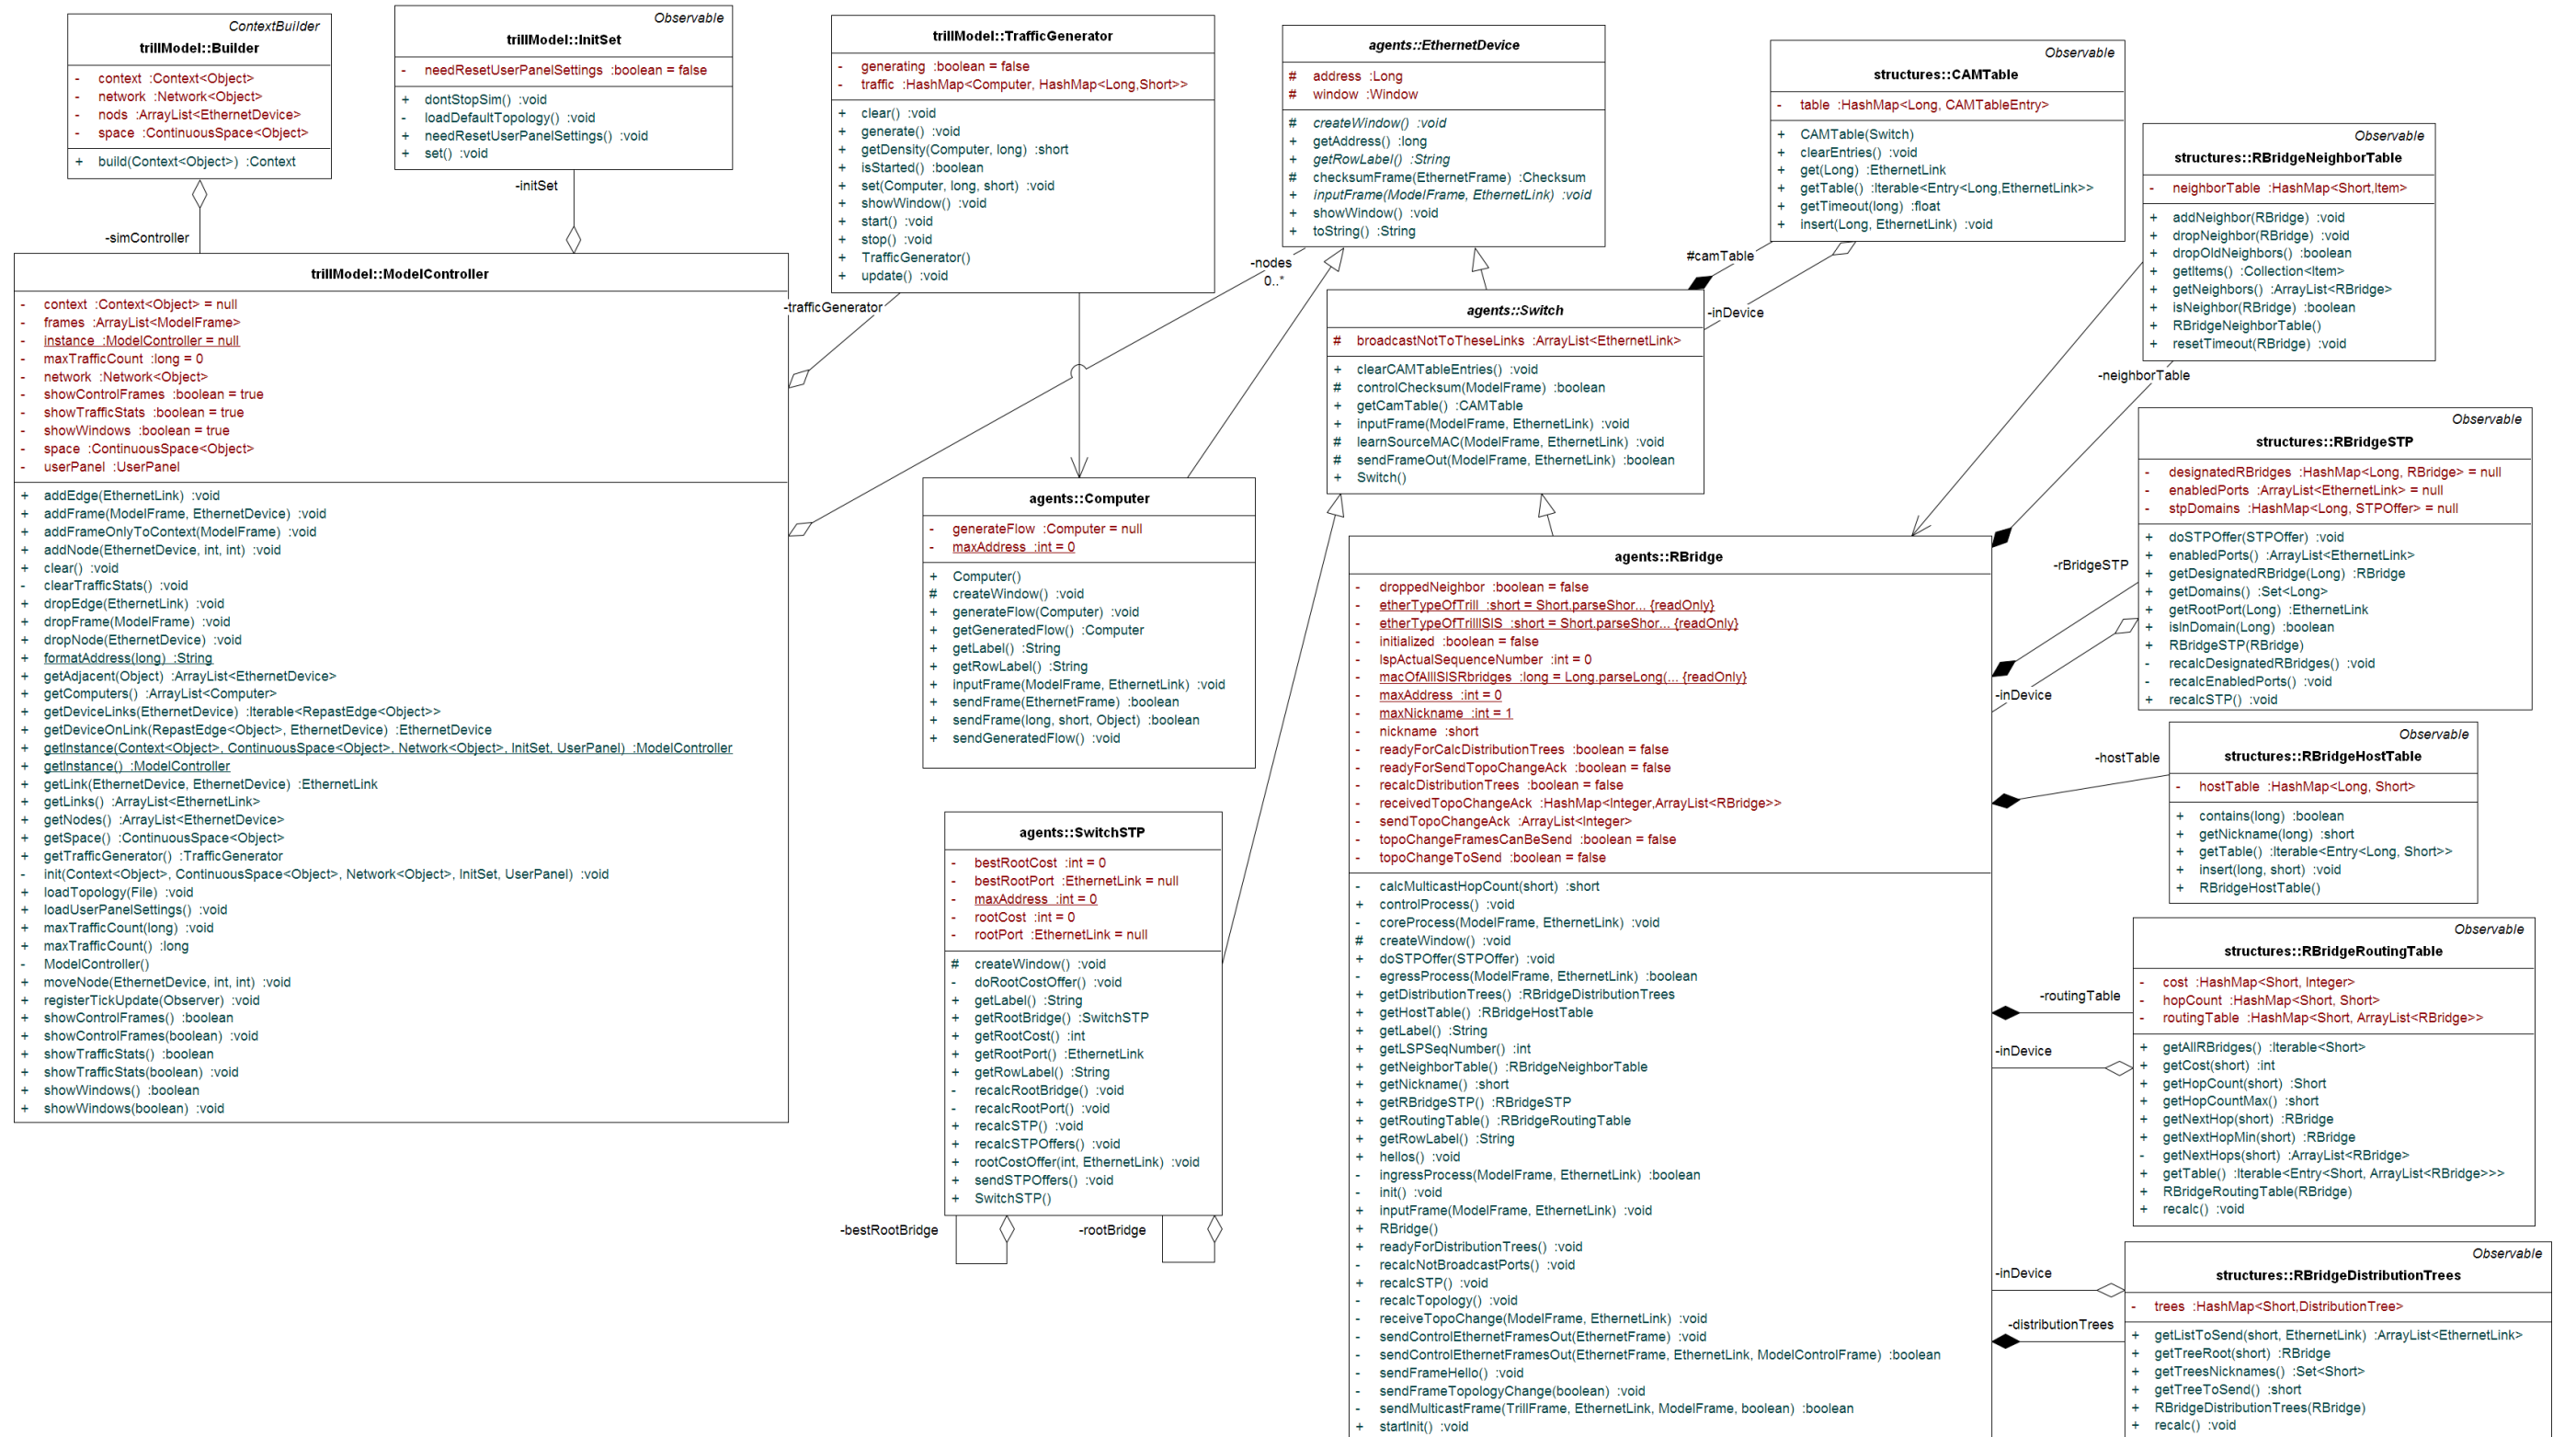 ContextBuilder
trillModel::Builder
- context :Context<Object>
- network :Network<Object>
- nods :ArrayList<EthernetDevice>
- space :ContinuousSpace<Object>
+ build(Context<Object>) :Context
-simController
Observable
trillModel::InitSet
- needResetUserPanelSettings :boolean = false
+ dontStopSim() :void
- loadDefaultTopology() :void
+ needResetUserPanelSettings() :void
+ set() :void
-initSet
trillModel::ModelController
- context :Context<Object> = null
- frames :ArrayList<ModelFrame>
- instance :ModelController = null
- maxTrafficCount :long = 0
- network :Network<Object>
- showControlFrames :boolean = true
- showTrafficStats :boolean = true
- showWindows :boolean = true
- space :ContinuousSpace<Object>
- userPanel :UserPanel
+ addEdge(EthernetLink) :void
+ addFrame(ModelFrame, EthernetDevice) :void
+ addFrameOnlyToContext(ModelFrame) :void
+ addNode(EthernetDevice, int, int) :void
+ clear() :void
- clearTrafficStats() :void
+ dropEdge(EthernetLink) :void
+ dropFrame(ModelFrame) :void
+ dropNode(EthernetDevice) :void
+ formatAddress(long) :String
+ getAdjacent(Object) :ArrayList<EthernetDevice>
+ getComputers() :ArrayList<Computer>
+ getDeviceLinks(EthernetDevice) :Iterable<RepastEdge<Object>>
+ getDeviceOnLink(RepastEdge<Object>, EthernetDevice) :EthernetDevice
+ getInstance(Context<Object>, ContinuousSpace<Object>, Network<Object>, InitSet, UserPanel) :ModelController
+ getInstance() :ModelController
+ getLink(EthernetDevice, EthernetDevice) :EthernetLink
+ getLinks() :ArrayList<EthernetLink>
+ getNodes() :ArrayList<EthernetDevice>
+ getSpace() :ContinuousSpace<Object>
+ getTrafficGenerator() :TrafficGenerator
- init(Context<Object>, ContinuousSpace<Object>, Network<Object>, InitSet, UserPanel) :void
+ loadTopology(File) :void
+ loadUserPanelSettings() :void
+ maxTrafficCount(long) :void
+ maxTrafficCount() :long
- ModelController()
+ moveNode(EthernetDevice, int, int) :void
+ registerTickUpdate(Observer) :void
+ showControlFrames() :boolean
+ showControlFrames(boolean) :void
+ showTrafficStats() :boolean
+ showTrafficStats(boolean) :void
+ showWindows() :boolean
+ showWindows(boolean) :void
trillModel::TrafficGenerator
- generating :boolean = false
- traffic :HashMap<Computer, HashMap<Long,Short>>
+ clear() :void
+ generate() :void
+ getDensity(Computer, long) :short
+ isStarted() :boolean
+ set(Computer, long, short) :void
+ showWindow() :void
+ start() :void
+ stop() :void
+ TrafficGenerator()
+ update() :void
-trafficGenerator
agents::EthernetDevice
# address :Long
# window :Window
# createWindow() :void
+ getAddress() :long
+ getRowLabel() :String
# checksumFrame(EthernetFrame) :Checksum
+ inputFrame(ModelFrame, EthernetLink) :void
+ showWindow() :void
+ toString() :String
-nodes
0..*
agents::Computer
- generateFlow :Computer = null
- maxAddress :int = 0
+ Computer()
# createWindow() :void
+ generateFlow(Computer) :void
+ getGeneratedFlow() :Computer
+ getLabel() :String
+ getRowLabel() :String
+ inputFrame(ModelFrame, EthernetLink) :void
+ sendFrame(EthernetFrame) :boolean
+ sendFrame(long, short, Object) :boolean
+ sendGeneratedFlow() :void
agents::SwitchSTP
- bestRootCost :int = 0
- bestRootPort :EthernetLink = null
- maxAddress :int = 0
- rootCost :int = 0
- rootPort :EthernetLink = null
# createWindow() :void
- doRootCostOffer() :void
+ getLabel() :String
+ getRootBridge() :SwitchSTP
+ getRootCost() :int
+ getRootPort() :EthernetLink
+ getRowLabel() :String
- recalcRootBridge() :void
- recalcRootPort() :void
+ recalcSTP() :void
+ recalcSTPOffers() :void
+ rootCostOffer(int, EthernetLink) :void
+ sendSTPOffers() :void
+ SwitchSTP()
-bestRootBridge
-rootBridge
agents::Switch
# broadcastNotToTheseLinks :ArrayList<EthernetLink>
+ clearCAMTableEntries() :void
# controlChecksum(ModelFrame) :boolean
+ getCamTable() :CAMTable
+ inputFrame(ModelFrame, EthernetLink) :void
# learnSourceMAC(ModelFrame, EthernetLink) :void
# sendFrameOut(ModelFrame, EthernetLink) :boolean
+ Switch()
#camTable
-inDevice
Observable
structures::CAMTable
- table :HashMap<Long, CAMTableEntry>
+ CAMTable(Switch)
+ clearEntries() :void
+ get(Long) :EthernetLink
+ getTable() :Iterable<Entry<Long,EthernetLink>>
+ getTimeout(long) :float
+ insert(Long, EthernetLink) :void
agents::RBridge
- droppedNeighbor :boolean = false
- etherTypeOfTrill :short = Short.parseShor... {readOnly}
- etherTypeOfTrillISIS :short = Short.parseShor... {readOnly}
- initialized :boolean = false
- lspActualSequenceNumber :int = 0
- macOfAllISISRbridges :long = Long.parseLong(... {readOnly}
- maxAddress :int = 0
- maxNickname :int = 1
- nickname :short
- readyForCalcDistributionTrees :boolean = false
- readyForSendTopoChangeAck :boolean = false
- recalcDistributionTrees :boolean = false
- receivedTopoChangeAck :HashMap<Integer,ArrayList<RBridge>>
- sendTopoChangeAck :ArrayList<Integer>
- topoChangeFramesCanBeSend :boolean = false
- topoChangeToSend :boolean = false
- calcMulticastHopCount(short) :short
+ controlProcess() :void
- coreProcess(ModelFrame, EthernetLink) :void
# createWindow() :void
+ doSTPOffer(STPOffer) :void
- egressProcess(ModelFrame, EthernetLink) :boolean
+ getDistributionTrees() :RBridgeDistributionTrees
+ getHostTable() :RBridgeHostTable
+ getLabel() :String
+ getLSPSeqNumber() :int
+ getNeighborTable() :RBridgeNeighborTable
+ getNickname() :short
+ getRBridgeSTP() :RBridgeSTP
+ getRoutingTable() :RBridgeRoutingTable
+ getRowLabel() :String
+ hellos() :void
- ingressProcess(ModelFrame, EthernetLink) :boolean
- init() :void
+ inputFrame(ModelFrame, EthernetLink) :void
+ RBridge()
+ readyForDistributionTrees() :void
- recalcNotBroadcastPorts() :void
+ recalcSTP() :void
- recalcTopology() :void
- receiveTopoChange(ModelFrame, EthernetLink) :void
- sendControlEthernetFramesOut(EthernetFrame) :void
- sendControlEthernetFramesOut(EthernetFrame, EthernetLink, ModelControlFrame) :boolean
- sendFrameHello() :void
- sendFrameTopologyChange(boolean) :void
- sendMulticastFrame(TrillFrame, EthernetLink, ModelFrame, boolean) :boolean
+ startInit() :void
Observable
structures::RBridgeNeighborTable
- neighborTable :HashMap<Short,Item>
+ addNeighbor(RBridge) :void
+ dropNeighbor(RBridge) :void
+ dropOldNeighbors() :boolean
+ getItems() :Collection<Item>
+ getNeighbors() :ArrayList<RBridge>
+ isNeighbor(RBridge) :boolean
+ RBridgeNeighborTable()
+ resetTimeout(RBridge) :void
-neighborTable
Observable
structures::RBridgeSTP
- designatedRBridges :HashMap<Long, RBridge> = null
- enabledPorts :ArrayList<EthernetLink> = null
- stpDomains :HashMap<Long, STPOffer> = null
+ doSTPOffer(STPOffer) :void
+ enabledPorts() :ArrayList<EthernetLink>
+ getDesignatedRBridge(Long) :RBridge
+ getDomains() :Set<Long>
+ getRootPort(Long) :EthernetLink
+ isInDomain(Long) :boolean
+ RBridgeSTP(RBridge)
- recalcDesignatedRBridges() :void
- recalcEnabledPorts() :void
+ recalcSTP() :void
-rBridgeSTP
-inDevice
Observable
structures::RBridgeHostTable
- hostTable :HashMap<Long, Short>
+ contains(long) :boolean
+ getNickname(long) :short
+ getTable() :Iterable<Entry<Long, Short>>
+ insert(long, short) :void
+ RBridgeHostTable()
-hostTable
Observable
structures::RBridgeRoutingTable
- cost :HashMap<Short, Integer>
- hopCount :HashMap<Short, Short>
- routingTable :HashMap<Short, ArrayList<RBridge>>
+ getAllRBridges() :Iterable<Short>
+ getCost(short) :int
+ getHopCount(short) :Short
+ getHopCountMax() :short
+ getNextHop(short) :RBridge
+ getNextHopMin(short) :RBridge
- getNextHops(short) :ArrayList<RBridge>
+ getTable() :Iterable<Entry<Short, ArrayList<RBridge>>>
+ RBridgeRoutingTable(RBridge)
+ recalc() :void
-routingTable
-inDevice
Observable
structures::RBridgeDistributionTrees
- trees :HashMap<Short,DistributionTree>
+ getListToSend(short, EthernetLink) :ArrayList<EthernetLink>
+ getTreeRoot(short) :RBridge
+ getTreesNicknames() :Set<Short>
+ getTreeToSend() :short
+ RBridgeDistributionTrees(RBridge)
+ recalc() :void
-inDevice
-distributionTrees